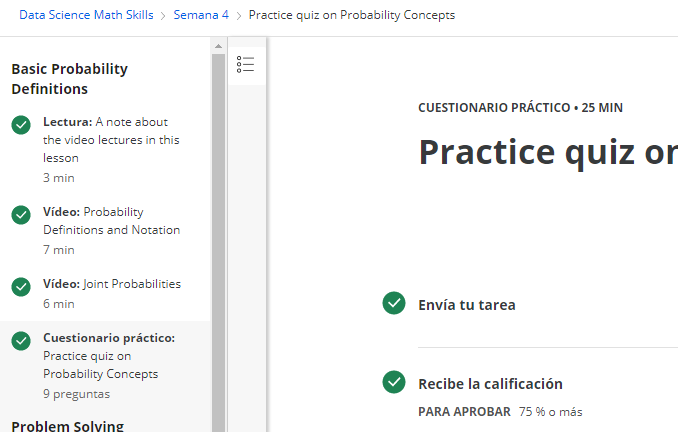 Data Science Math Skills > Semana 4 > Practice quiz on Probability Concepts
Basic Probability
Definitions
Lectura: A note about
the video lectures in this
lesson
3 min
Vídeo: Probability
Definitions and Notation
7 min
Vídeo: Joint Probabilities
6 min
Cuestionario práctico:
Practice quiz on
Probability Concepts
9 preguntas
Problem Solving
CUESTIONARIO PRÁCTICO • 25 MIN
Practice quiz on
Envía tu tarea
Recibe la calificación
PARA APROBAR 75 % o más